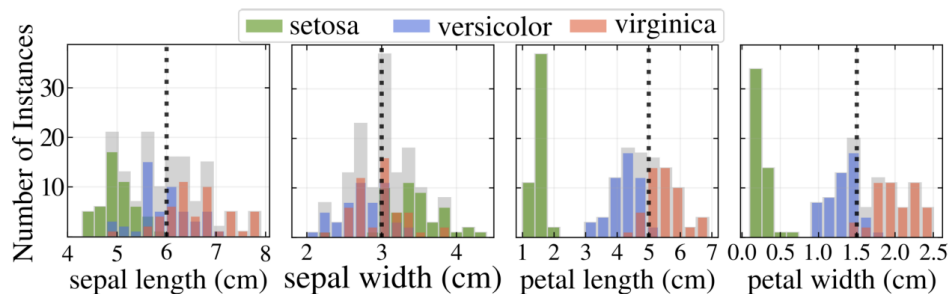 setosa versicolor virginica
Number of Instances
30
20
10
4 5 6 7 8
2 3 4
1 2 3 4 5 6 7
0.0 0.5 1.0 1.5 2.0 2.5
sepal length (cm) sepal width (cm) petal length (cm) petal width (cm)